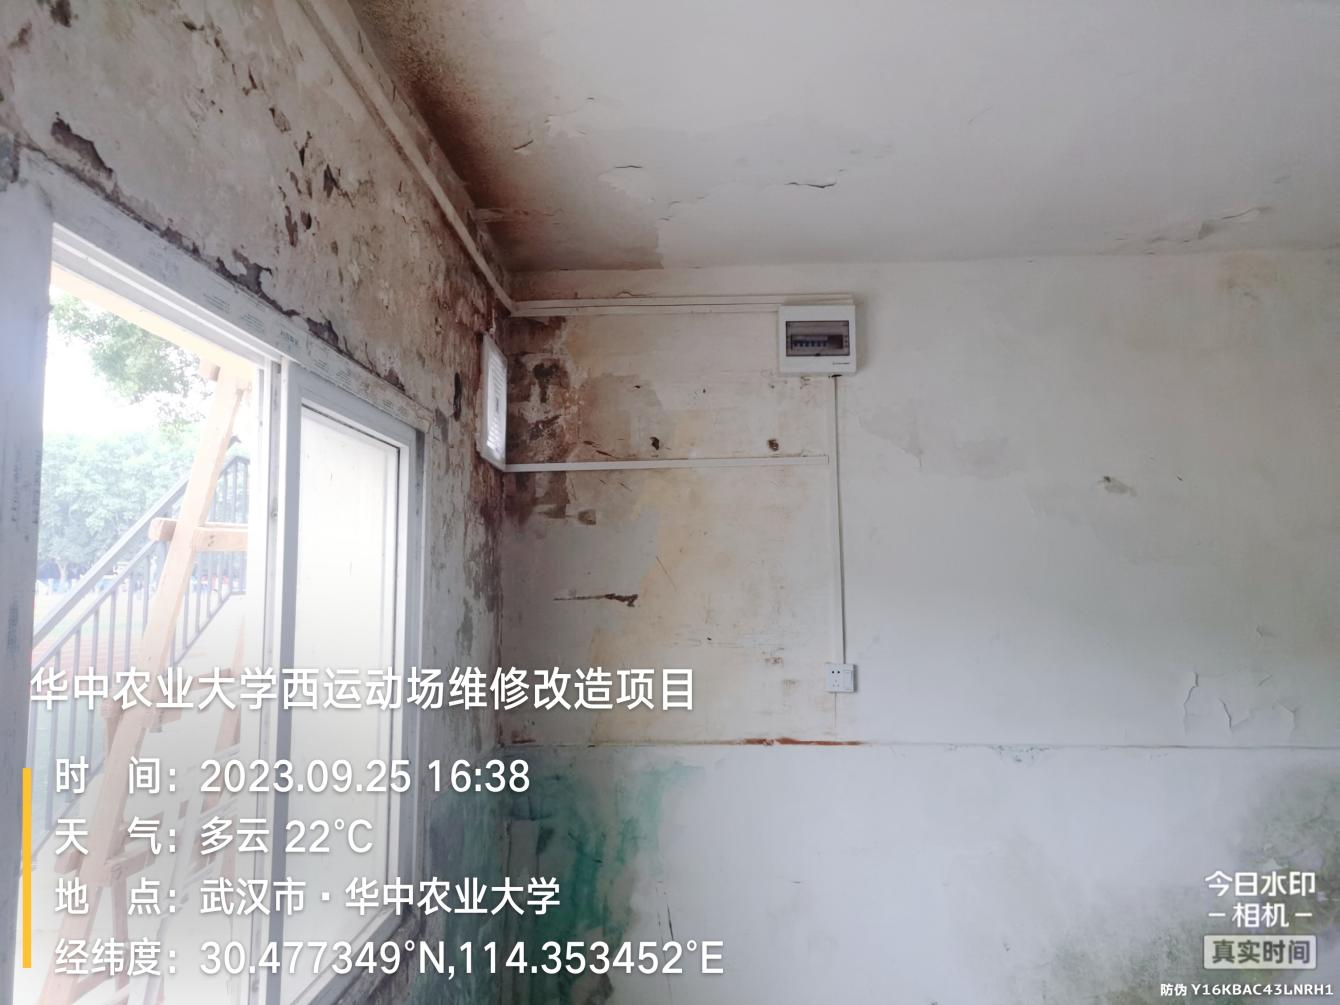 华中农业大学西运动场维修改造项目
时 间：2023.09.25 16:38
天 气：多云 22℃
地 点：武汉市·华中农业大学
经纬度：30.477349°N,114.353452°E
今日水印
-相机-
真实时间
防伪 Y16KBAC43LNRH1